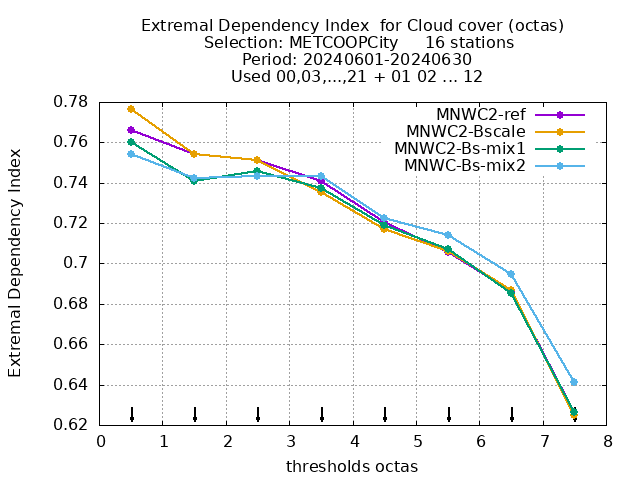 Extremal Dependency Index  for Cloud cover (octas)
Selection: METCOOPCity     16 stations
Period: 20240601-20240630
Used 00,03,...,21 + 01 02 ... 12
MNWC2-ref
MNWC2-Bscale
MNWC2-Bs-mix1
MNWC-Bs-mix2
Extremal Dependency Index
0.78
0.76
0.74
0.72
0.7
0.68
0.66
0.64
0.62
0 1 2 3 4 5 6 7 8
thresholds octas